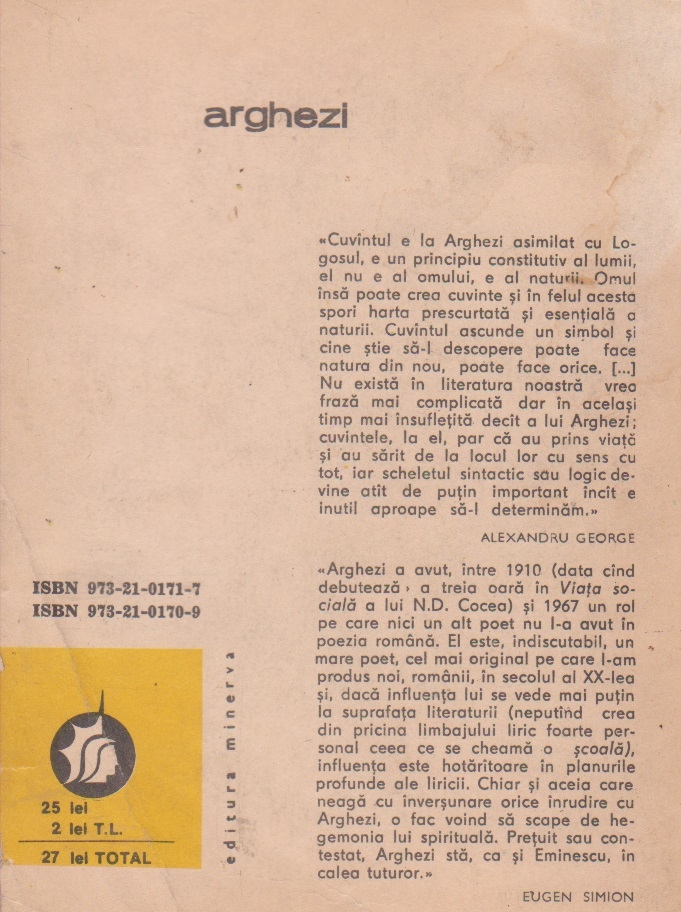 arghezi
«Cuvîntul e la Arghezi asimilat cu Lo-
gosul, e un principiu constitutiv al lumii,
el nu e al omului, e al naturii. Omul
însă poate crea cuvinte și în felul acesta
spori harta prescurtată și esențială a
naturii. Cuvîntul ascunde un simbol și
cine știe să-l descopere poate face
natura din nou, poate face orice. [...]
Nu există în literatura noastră vreo
frază mai complicată dar în același
timp mai însuflețită decît a lui Arghezi;
cuvintele, la el, par că au prins viață
și au sărit de la locul lor cu sens cu
tot, iar scheletul sintactic sau logic de-
vine atît de puțin important încît e
inutil aproape să-l determinăm.»
ALEXANDRU GEORGE
«Arghezi a avut, între 1910 (data cînd
debutează a treia oară în Viața so-
cială a lui N.D. Cocea) și 1967 un rol
pe care nici un alt poet nu l-a avut în
poezia română. El este, indiscutabil, un
mare poet, cel mai original pe care l-am
produs noi, românii, în secolul al XX-lea
și, dacă influența lui se vede mai puțin
la suprafața literaturii (neputînd crea
din pricina limbajului liric foarte per-
sonal ceea ce se cheamă o școală),
influența este hotărîtoare în planurile
profunde ale liricii. Chiar și aceia care
neagă cu înverșunare orice înrudire cu
Arghezi, o fac voind să scape de he-
gemonia lui spirituală. Prețuit sau con-
testat, Arghezi stă, ca și Eminescu, în
calea tuturor.»
EUGEN SIMION
ISBN 973-21-0171-7
ISBN 973-21-0170-9
editura minerva
25 lei
2 lei T.L.
27 lei TOTAL